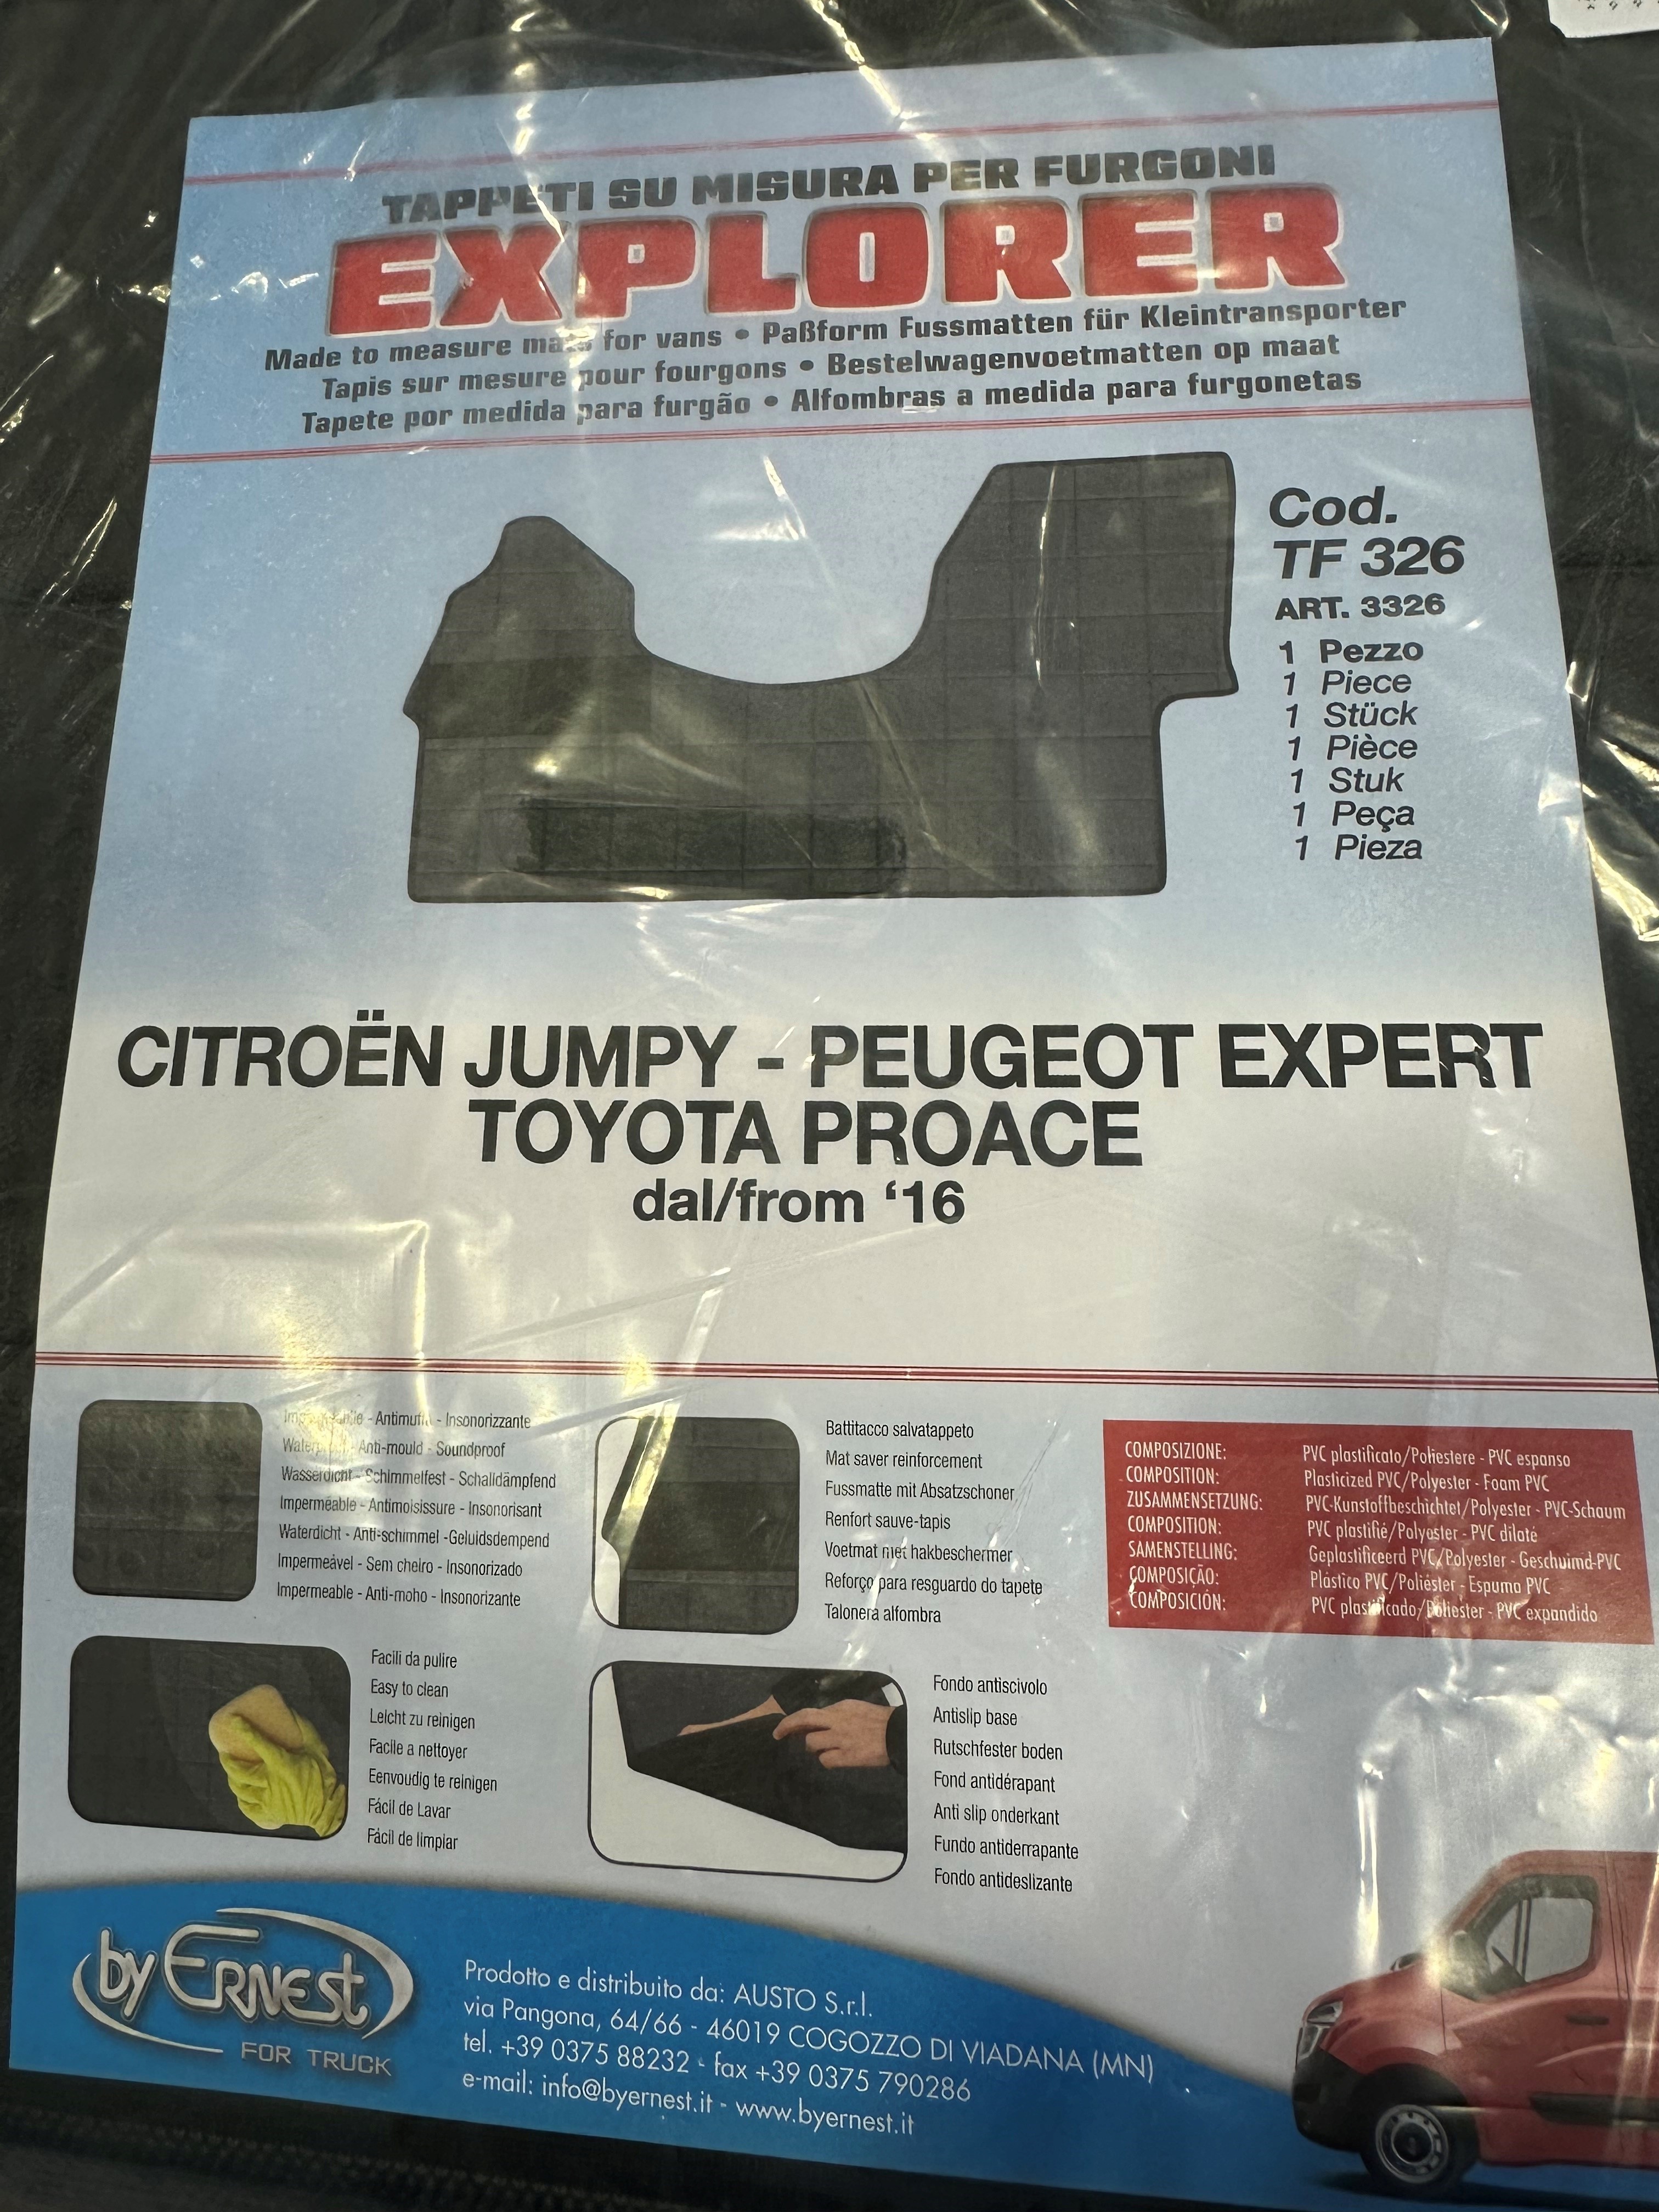 TAPPETI SU MISURA PER FURGONI
EXPLORER
Made to measure mats for vans • Paßform Fussmatten für Kleintransporter
Tapis sur mesure pour fourgons • Bestelwagenvoetmatten op maat
Tapete por medida para furgão • Alfombras a medida para furgonetas
Cod.
TF 326
ART. 3326
1 Pezzo
1 Piece
1 Stück
1 Pièce
1 Stuk
1 Peça
1 Pieza
CITROËN JUMPY - PEUGEOT EXPERT
TOYOTA PROACE
dal/from ‘16
- Antimuffa - Insonorizzante
Waterproof - Anti-mould - Soundproof
Wasserdicht - Schimmelfest - Schalldämpfend
Imperméable - Antimoisissure - Insonorisant
Waterdicht - Anti-schimmel -Geluidsdempend
Impermeável - Sem cheiro - Insonorizado
Impermeable - Anti-moho - Insonorizante
Battitacco salvatappeto
Mat saver reinforcement
Fussmatte mit Absatzschoner
Renfort sauve-tapis
Voetmat met hakbeschermer
Reforço para resguardo do tapete
Talonera alfombra
COMPOSIZIONE: PVC plastificato/Poliestere - PVC espanso
COMPOSITION: Plasticized PVC/Polyester - Foam PVC
ZUSAMMENSETZUNG: PVC-Kunstoffbeschichtet/Polyester - PVC-Schaum
COMPOSITION: PVC plastifié/Polyester - PVC dilaté
SAMENSTELLING: Geplastificeerd PVC/Polyester - Geschuimd-PVC
COMPOSIÇÃO: Plástico PVC/Poliéster - Espuma PVC
COMPOSICIÓN: PVC plastificado/Poliester - PVC expandido
Facili da pulire
Easy to clean
Leicht zu reinigen
Facile a nettoyer
Eenvoudig te reinigen
Fácil de Lavar
Fácil de limpiar
Fondo antiscivolo
Antislip base
Rutschfester boden
Fond antidérapant
Anti slip onderkant
Fundo antiderrapante
Fondo antideslizante
by ERNEST
FOR TRUCK
Prodotto e distribuito da: AUSTO S.r.l.
via Pangona, 64/66 - 46019 COGOZZO DI VIADANA (MN)
tel. +39 0375 88232 - fax +39 0375 790286
e-mail: info@byernest.it - www.byernest.it